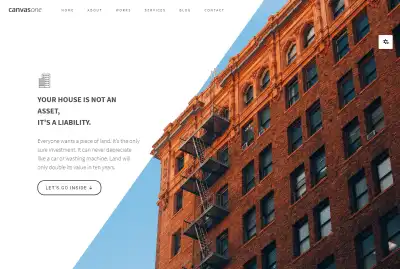 canvasone
HOME ABOUT WORKS SERVICES BLOG CONTACT
YOUR HOUSE IS NOT AN
ASSET,
IT'S A LIABILITY.
Everyone wants a peace of land. It's the only
sure investment. It can never depreciate
like a car or washing machine. Land will
only double its value in ten years.
LET'S GO INSIDE